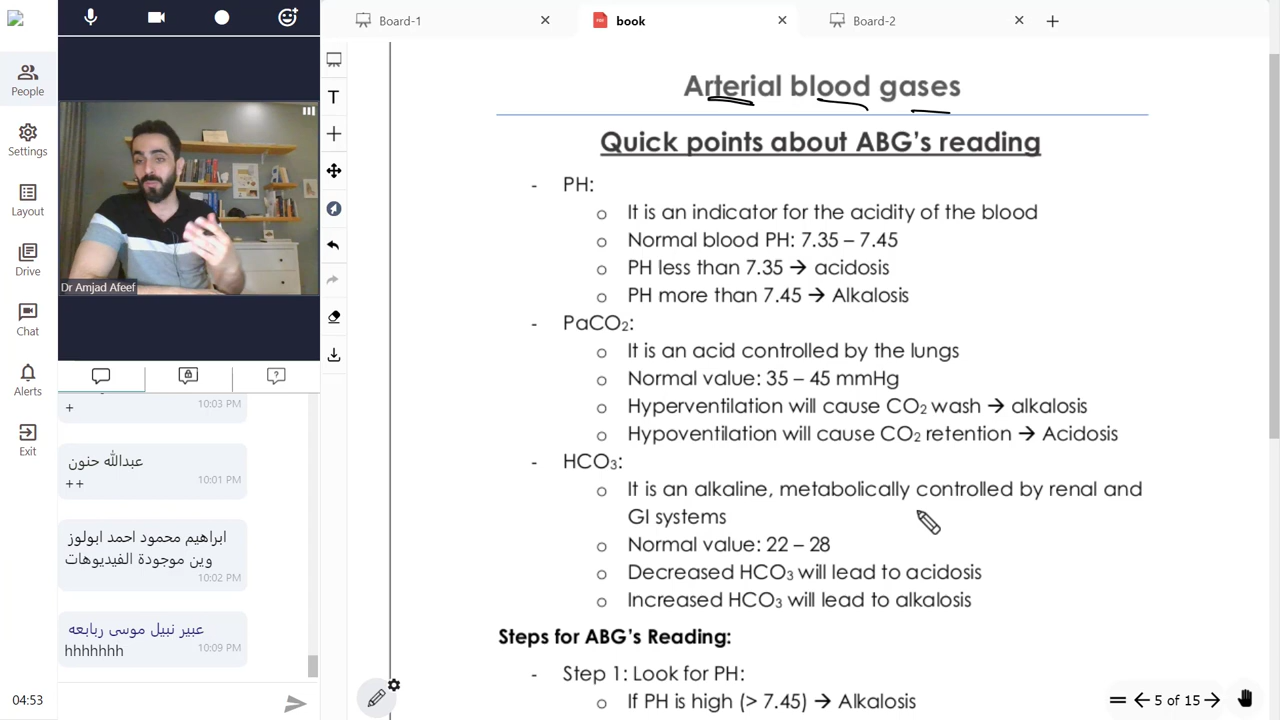 Board-1
book
Board-2
People
Settings
Layout
Drive
Chat
Alerts
Exit
04:53
Dr Amjad Afeef
+
10:03 PM
عبدالله حنون
++
10:01 PM
ابراهيم محمود احمد ابولوز
وين موجودة الفيديوهات
10:02 PM
عبير نبيل موسى ربابعه
hhhhhhh
10:09 PM
T
Arterial blood gases
Quick points about ABG’s reading
- PH:
o It is an indicator for the acidity of the blood
o Normal blood PH: 7.35 – 7.45
o PH less than 7.35 → acidosis
o PH more than 7.45 → Alkalosis
- PaCO₂:
o It is an acid controlled by the lungs
o Normal value: 35 – 45 mmHg
o Hyperventilation will cause CO₂ wash → alkalosis
o Hypoventilation will cause CO₂ retention → Acidosis
- HCO₃:
o It is an alkaline, metabolically controlled by renal and
GI systems
o Normal value: 22 – 28
o Decreased HCO₃ will lead to acidosis
o Increased HCO₃ will lead to alkalosis
Steps for ABG’s Reading:
- Step 1: Look for PH:
o If PH is high (> 7.45) → Alkalosis
5 of 15